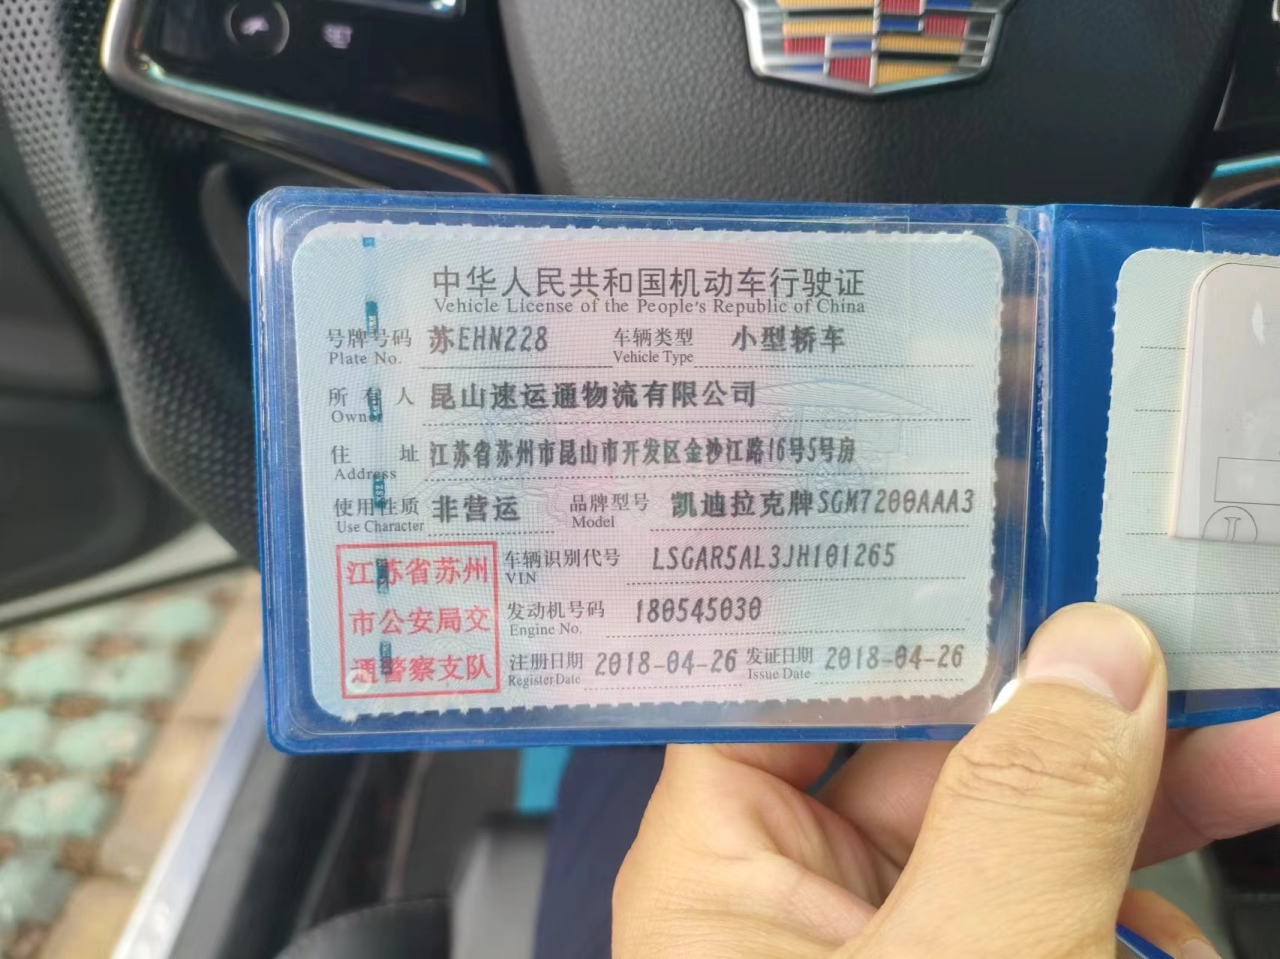 SET
中华人民共和国机动车行驶证
Vehicle License of the People's Republic of China
号牌号码 苏EHN228 车辆类型 小型轿车
Plate No. Vehicle Type
所有人 昆山速运通物流有限公司
Owner
住址 江苏省苏州市昆山市开发区金沙江路16号5号房
Address
使用性质 非营运 品牌型号 凯迪拉克牌SGM7200AAA3
Use Character Model
车辆识别代号 LSGAR5AL3JH101265
VIN
发动机号码 180545030
Engine No.
注册日期 2018-04-26 发证日期 2018-04-26
Register Date Issue Date
江苏省苏州
市公安局交
通警察支队